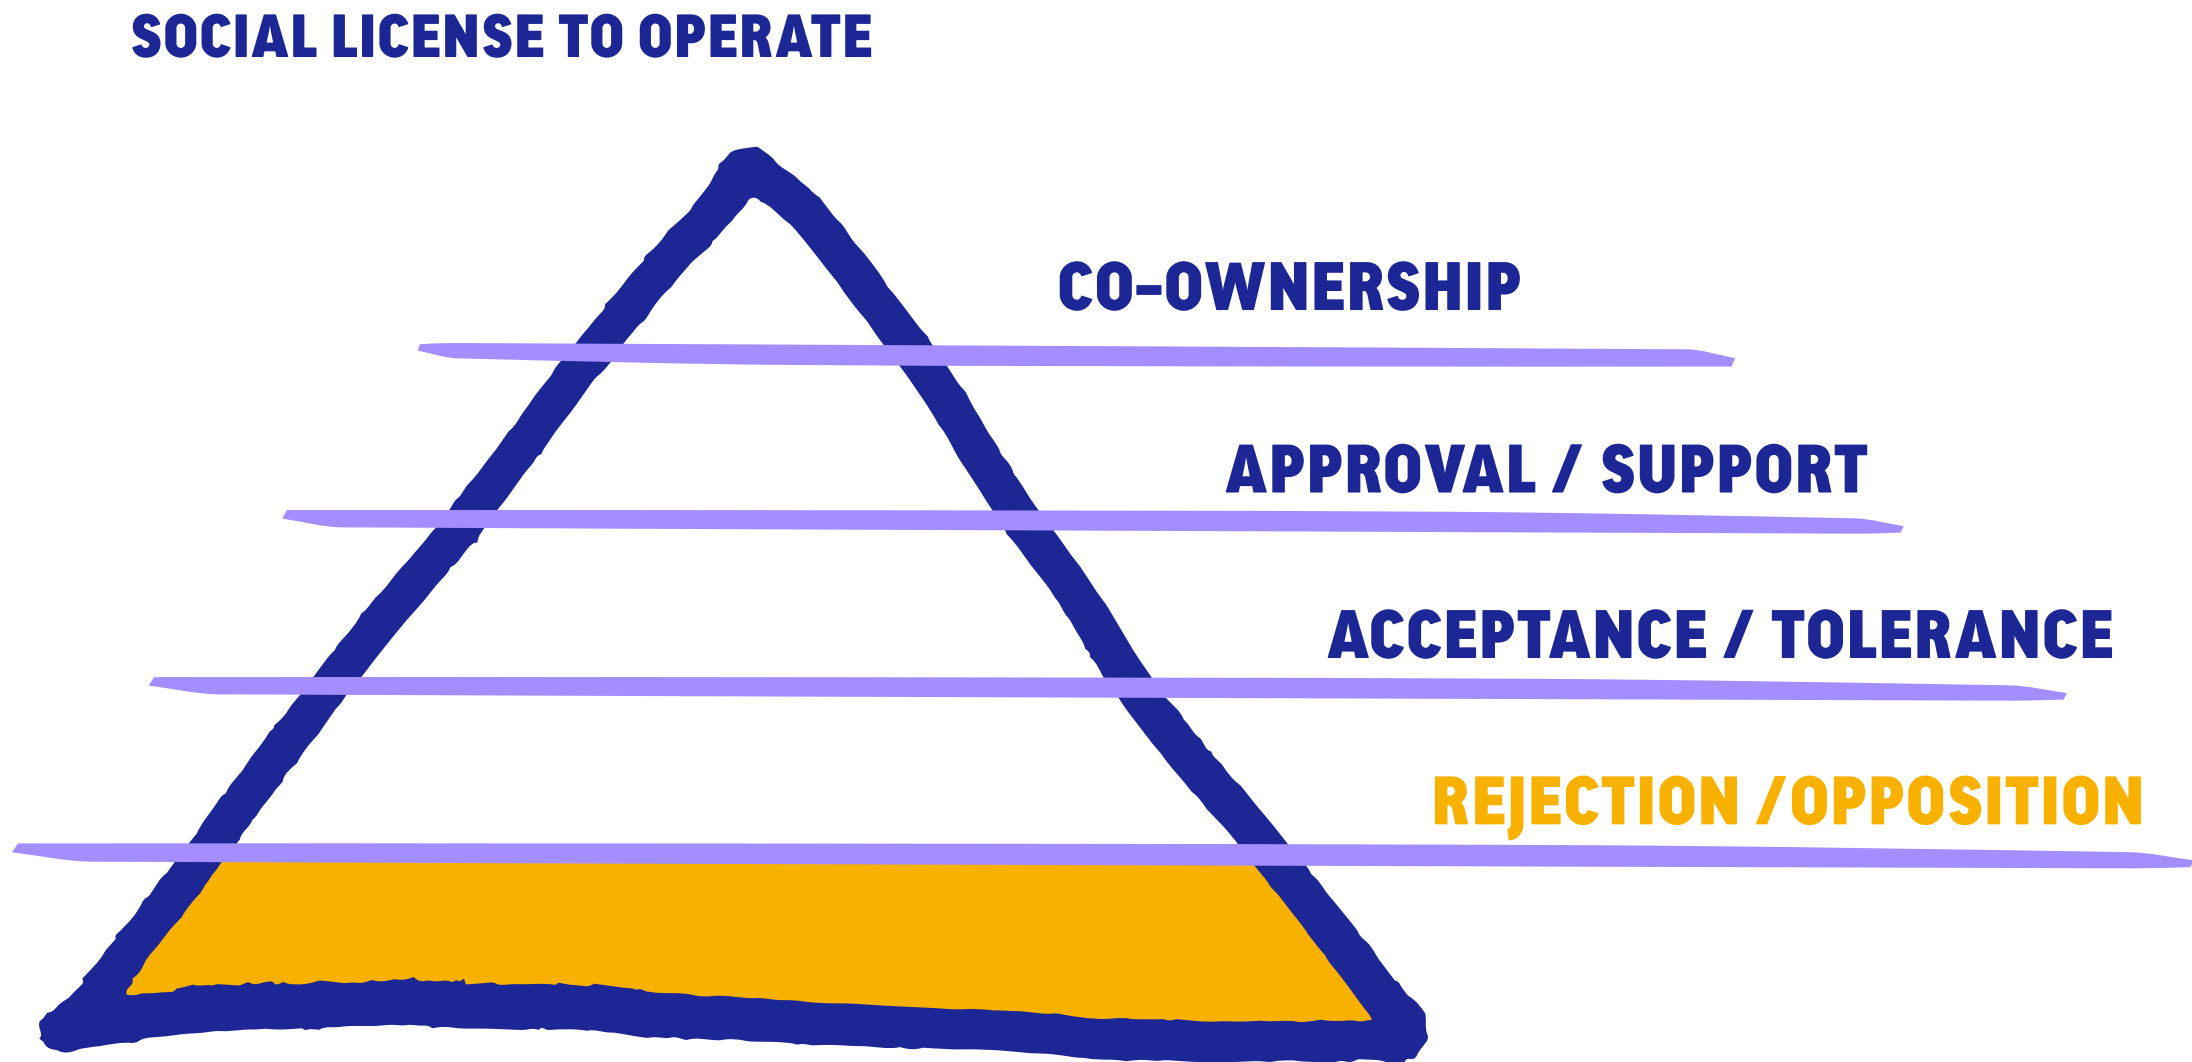 SOCIAL LICENSE TO OPERATE
CO-OWNERSHIP
APPROVAL / SUPPORT
ACCEPTANCE / TOLERANCE
REJECTION /OPPOSITION